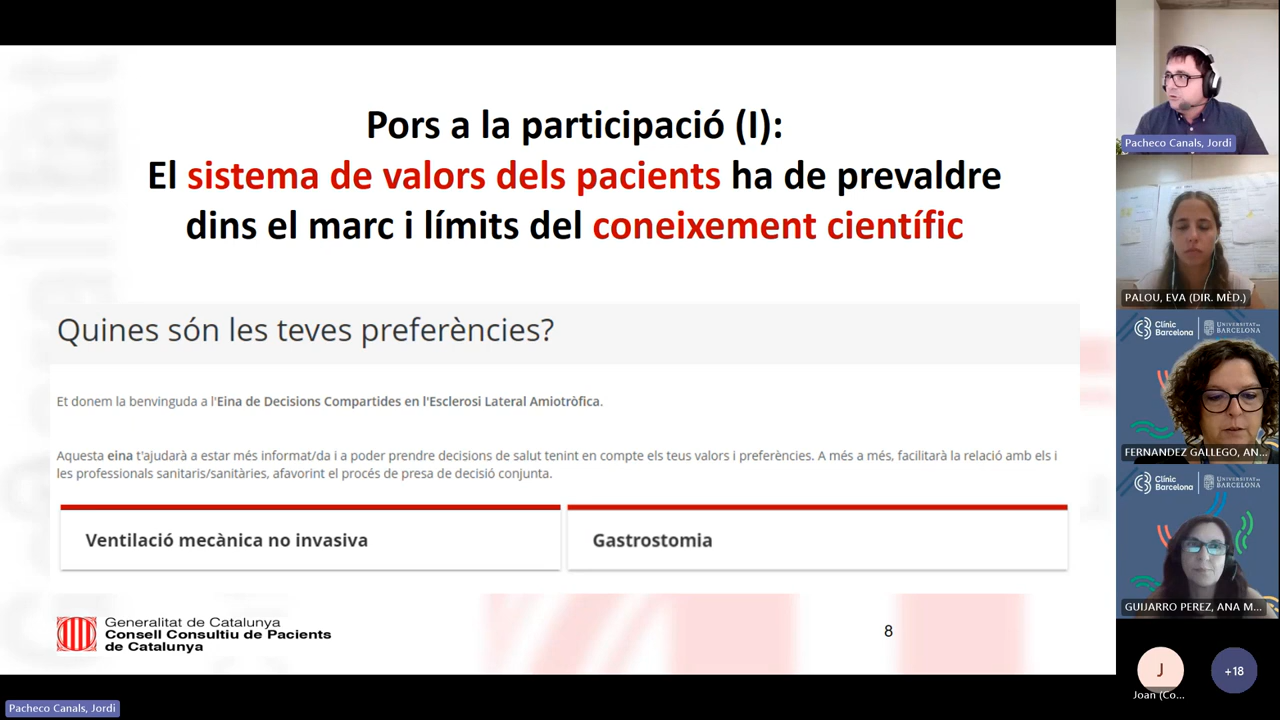 Pors a la participació (I):
El sistema de valors dels pacients ha de prevaldre
dins el marc i límits del coneixement científic
Quines són les teves preferències?
Et donem la benvinguda a l'Eina de Decisions Compartides en l'Esclerosi Lateral Amiotròfica.
Aquesta eina t'ajudarà a estar més informat/da i a poder prendre decisions de salut tenint en compte els teus valors i preferències. A més a més, facilitarà la relació amb els i
les professionals sanitaris/sanitàries, afavorint el procés de presa de decisió conjunta.
Ventilació mecànica no invasiva
Gastrostomia
Generalitat de Catalunya
Consell Consultiu de Pacients
de Catalunya
8
Pacheco Canals, Jordi
Pacheco Canals, Jordi
PALOU, EVA (DIR. MÈD.)
Clínic
Barcelona
UNIVERSITAT DE
BARCELONA
FERNANDEZ GALLEGO, AN...
Clínic
Barcelona
UNIVERSITAT DE
BARCELONA
GUIJARRO PEREZ, ANA M...
J
Joan (Co...
+18